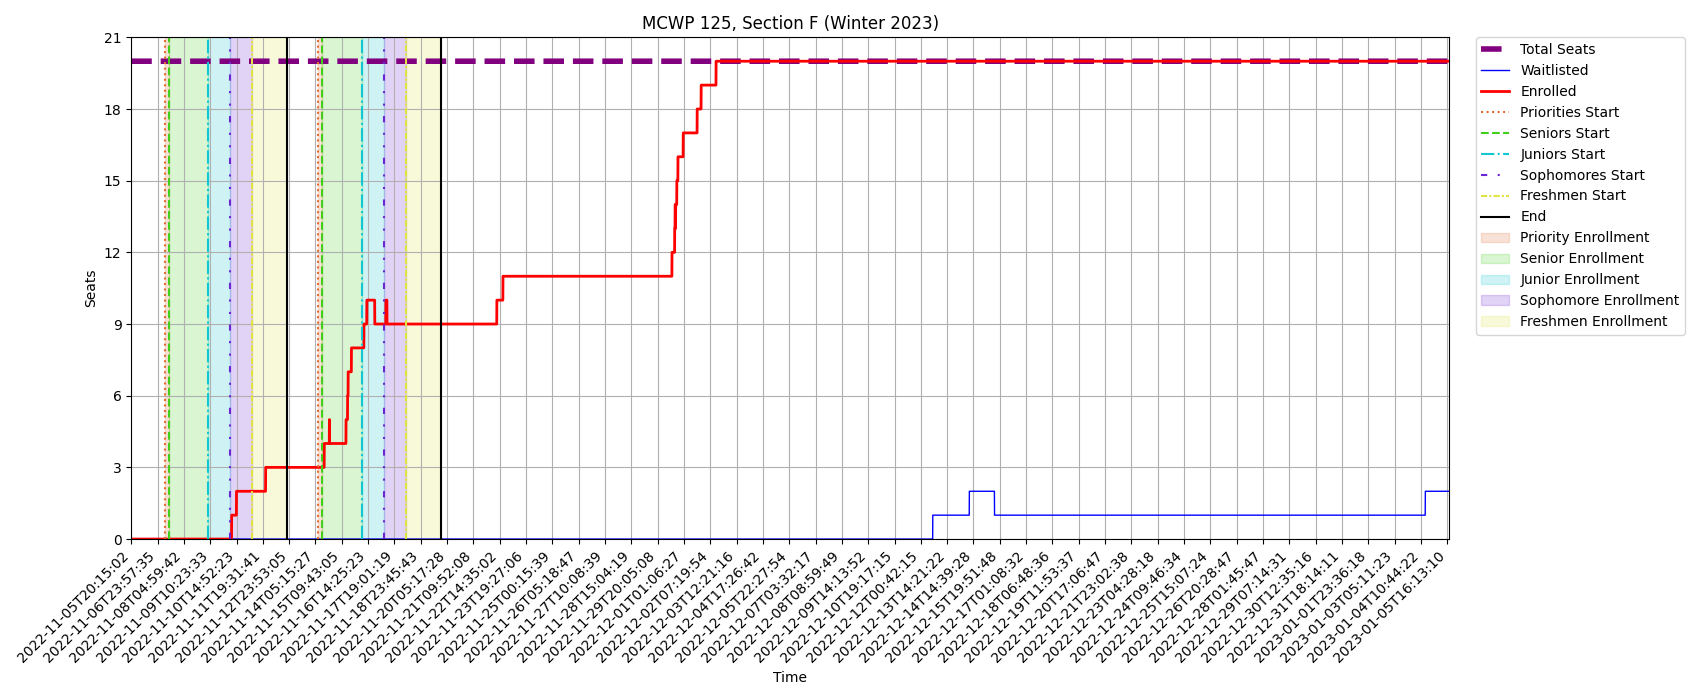 MCWP 125, Section F (Winter 2023)
21
18
15
12
9
6
3
0
Seats
2022-11-05T20:15:02
2022-11-06T23:57:35
2022-11-08T04:59:42
2022-11-09T10:23:33
2022-11-10T14:52:23
2022-11-11T19:31:41
2022-11-12T23:53:05
2022-11-14T05:15:27
2022-11-15T09:43:05
2022-11-16T14:25:23
2022-11-17T19:01:19
2022-11-18T23:45:43
2022-11-20T05:17:28
2022-11-21T09:52:08
2022-11-22T14:35:02
2022-11-23T19:27:06
2022-11-25T00:15:39
2022-11-26T05:18:47
2022-11-27T10:08:39
2022-11-28T15:04:19
2022-11-29T20:05:08
2022-12-01T01:06:27
2022-12-02T07:19:54
2022-12-03T12:21:16
2022-12-04T17:26:42
2022-12-05T22:27:54
2022-12-07T03:32:17
2022-12-08T08:59:49
2022-12-09T14:13:52
2022-12-10T19:17:15
2022-12-12T00:42:15
2022-12-13T14:21:22
2022-12-14T14:39:28
2022-12-15T19:51:48
2022-12-17T01:08:32
2022-12-18T06:48:36
2022-12-19T11:53:37
2022-12-20T17:06:47
2022-12-21T23:02:38
2022-12-23T04:28:18
2022-12-24T09:46:34
2022-12-25T15:07:24
2022-12-26T20:28:47
2022-12-28T01:45:47
2022-12-29T07:14:31
2022-12-30T12:35:16
2022-12-31T18:14:11
2023-01-01T23:36:18
2023-01-03T05:11:23
2023-01-04T10:44:22
2023-01-05T16:13:10
Time
Total Seats
Waitlisted
Enrolled
Priorities Start
Seniors Start
Juniors Start
Sophomores Start
Freshmen Start
End
Priority Enrollment
Senior Enrollment
Junior Enrollment
Sophomore Enrollment
Freshmen Enrollment